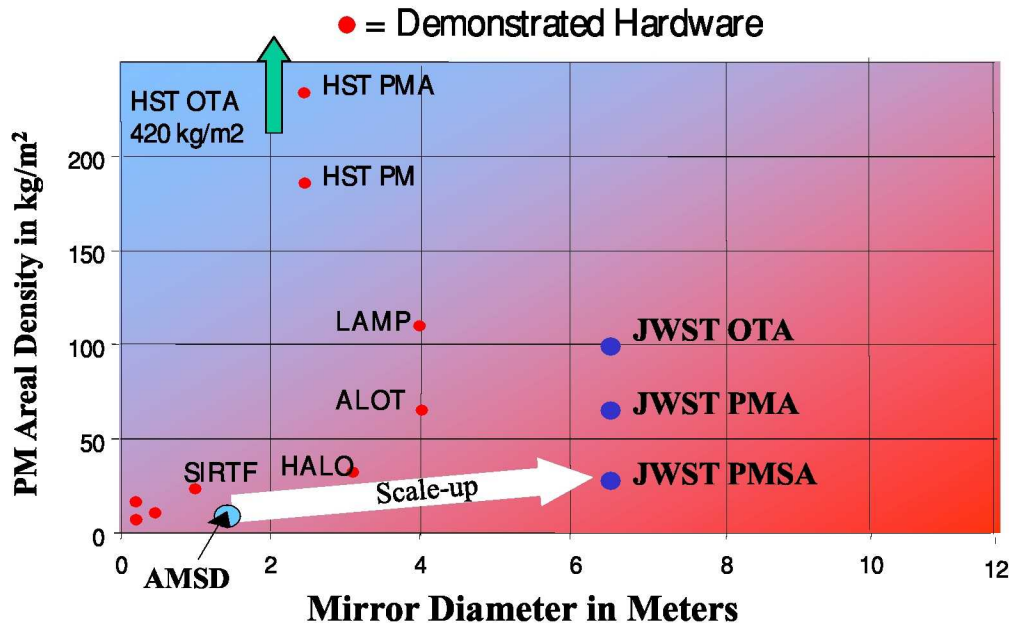 = Demonstrated Hardware
HST OTA
420 kg/m2
HST PMA
HST PM
LAMP
ALOT
SIRTF
HALO
JWST OTA
JWST PMA
JWST PMSA
Scale-up
AMSD
PM Areal Density in kg/m²
200
150
100
50
0
0 2 4 6 8 10 12
Mirror Diameter in Meters